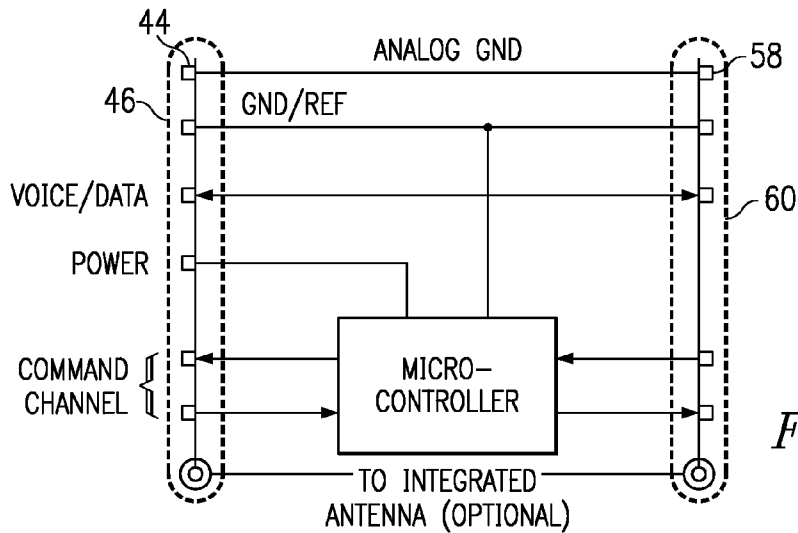 44
ANALOG GND
58
46
GND/REF
VOICE/DATA
60
POWER
COMMAND
CHANNEL
MICRO-
CONTROLLER
F
TO INTEGRATED
ANTENNA (OPTIONAL)